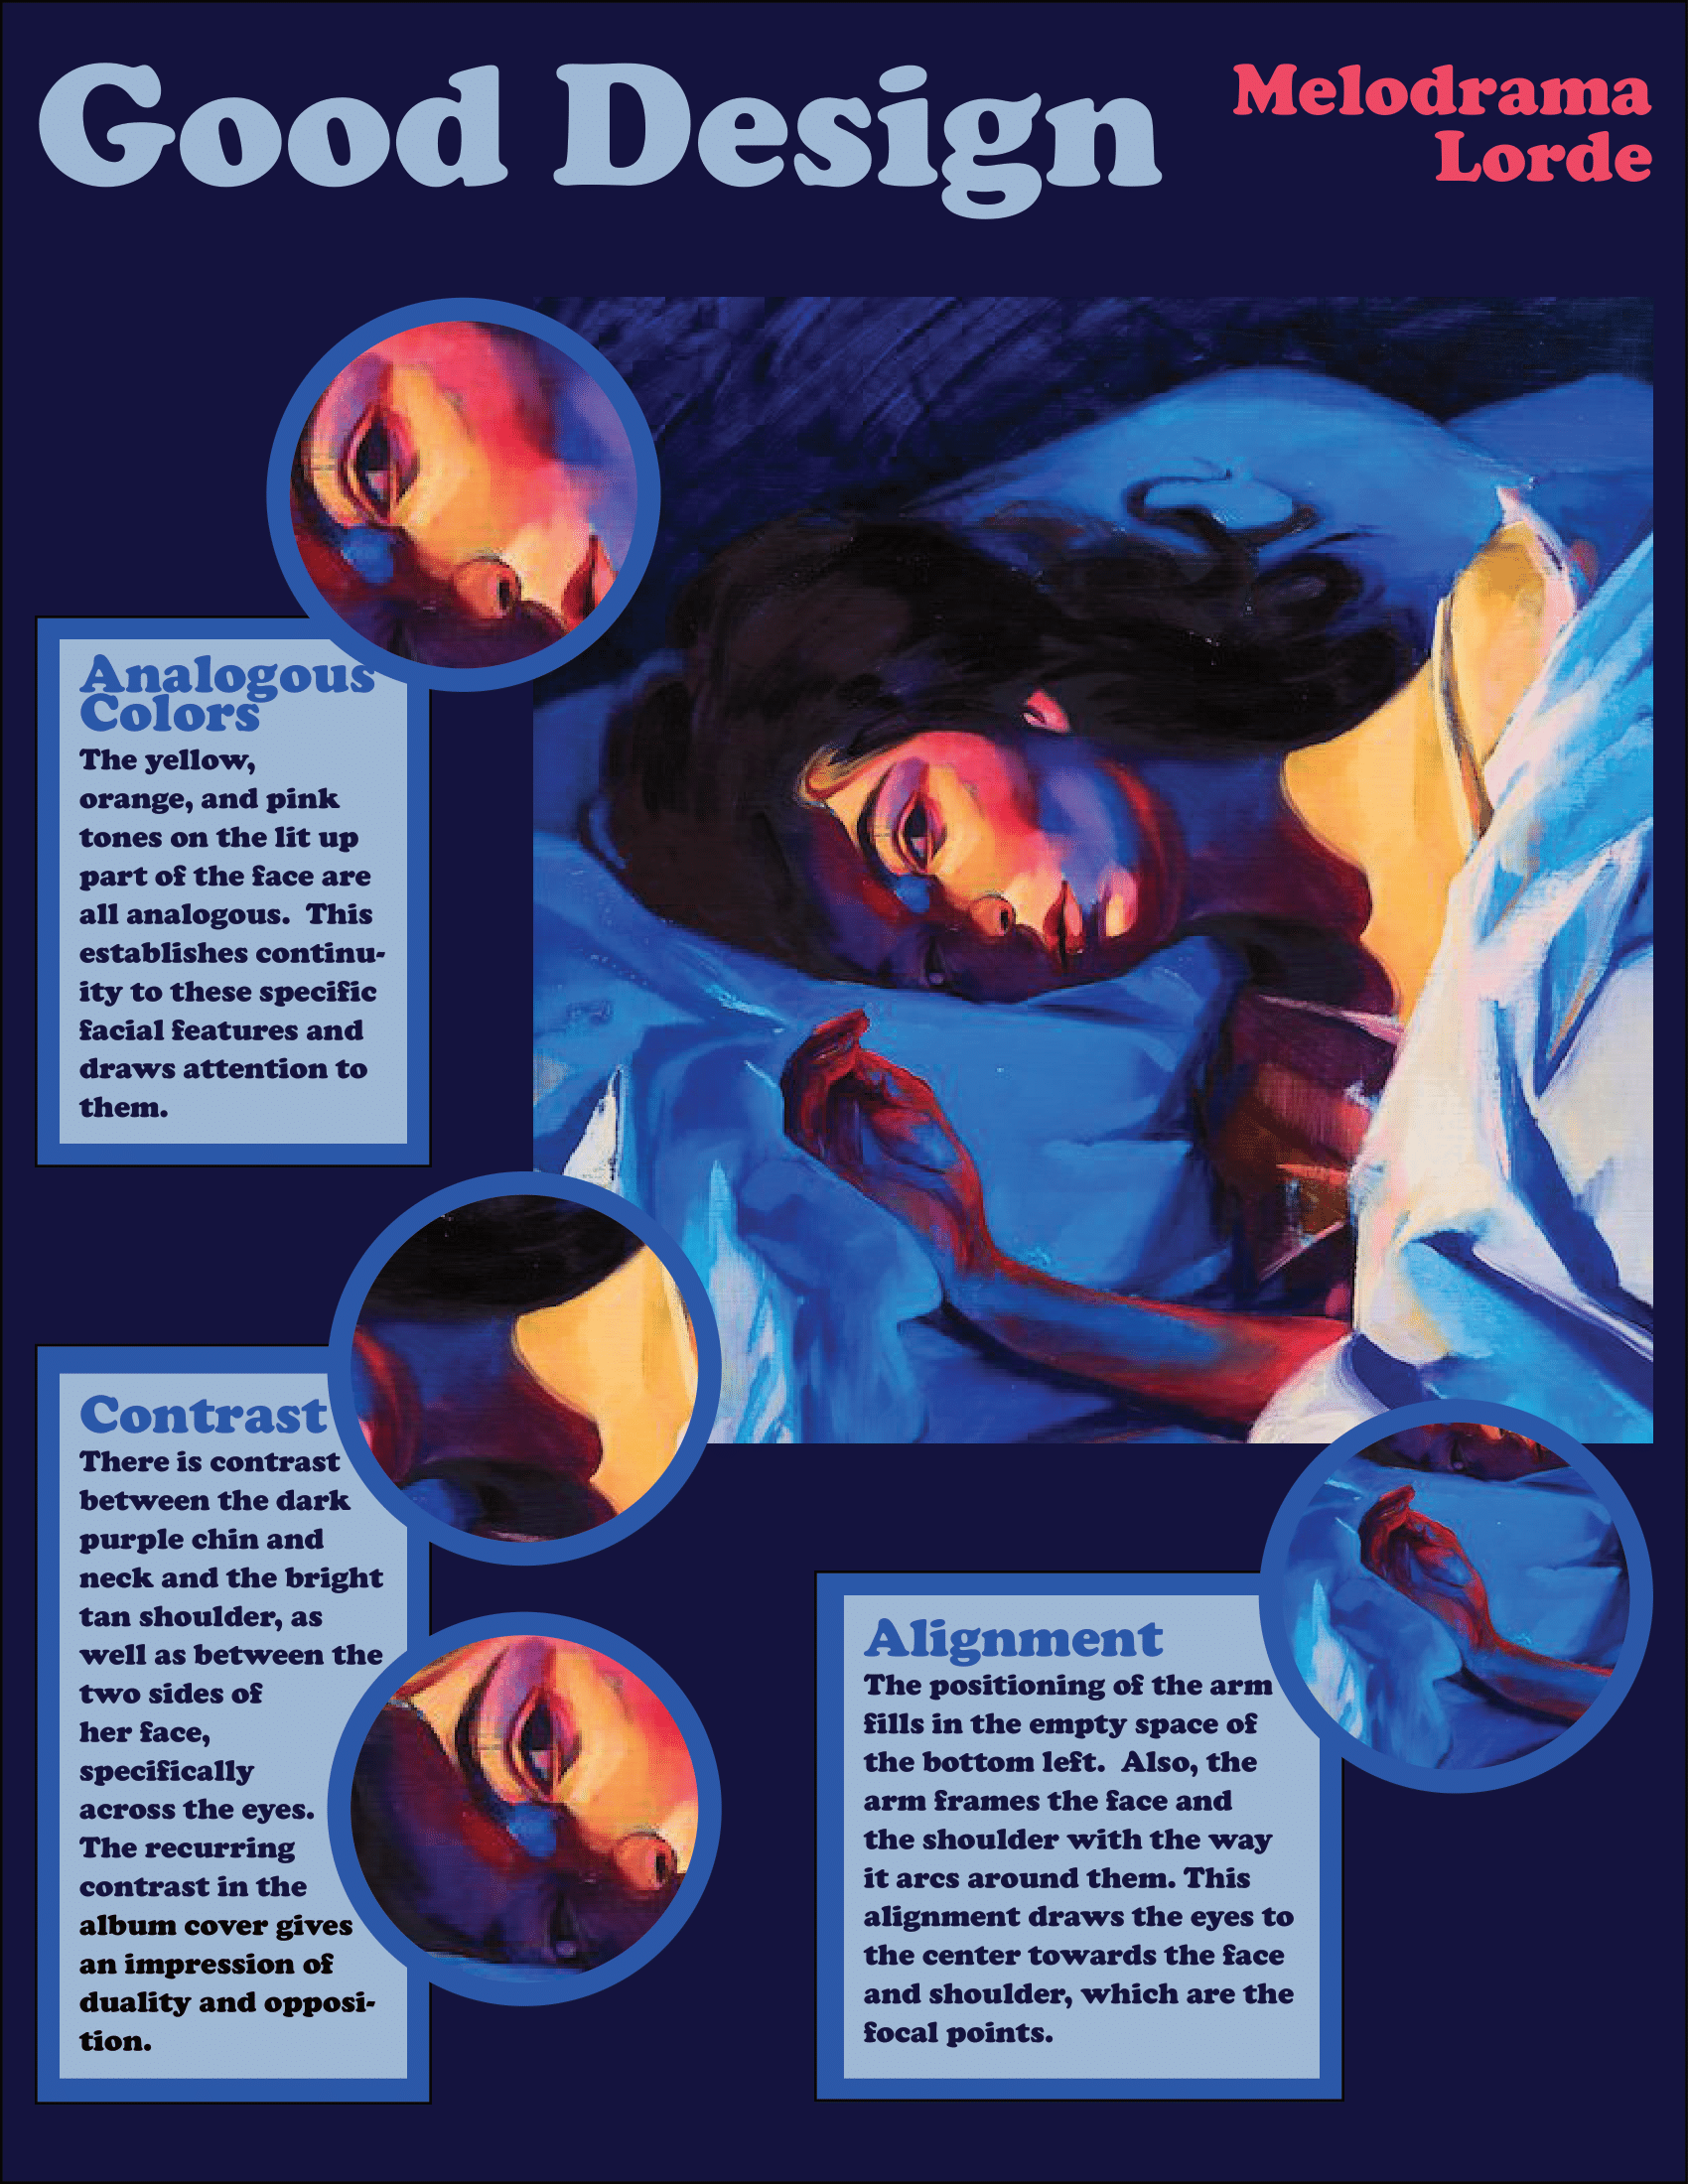 Good Design
Melodrama
Lorde
Analogous
Colors
The yellow,
orange, and pink
tones on the lit up
part of the face are
all analogous.  This
establishes continu-
ity to these specific
facial features and
draws attention to
them.
Contrast
There is contrast
between the dark
purple chin and
neck and the bright
tan shoulder, as
well as between the
two sides of
her face,
specifically
across the eyes.
The recurring
contrast in the
album cover gives
an impression of
duality and opposi-
tion.
Alignment
The positioning of the arm
fills in the empty space of
the bottom left.  Also, the
arm frames the face and
the shoulder with the way
it arcs around them. This
alignment draws the eyes to
the center towards the face
and shoulder, which are the
focal points.